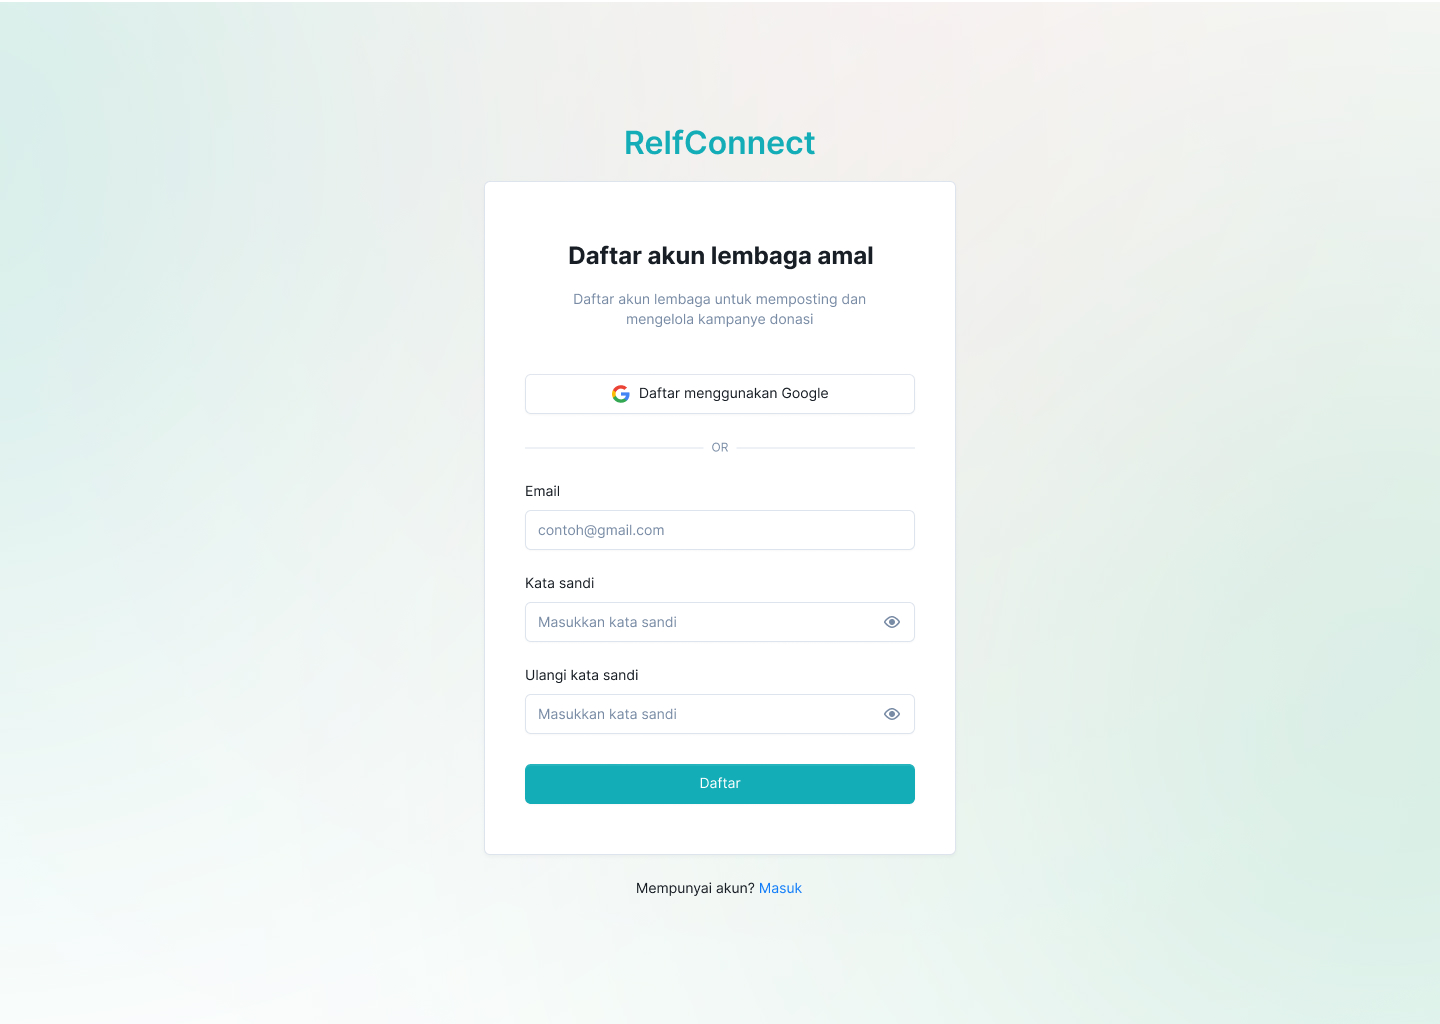 RelfConnect
Daftar akun lembaga amal
Daftar akun lembaga untuk memposting dan
mengelola kampanye donasi
Daftar menggunakan Google
OR
Email
contoh@gmail.com
Kata sandi
Masukkan kata sandi
Ulangi kata sandi
Masukkan kata sandi
Daftar
Mempunyai akun? Masuk